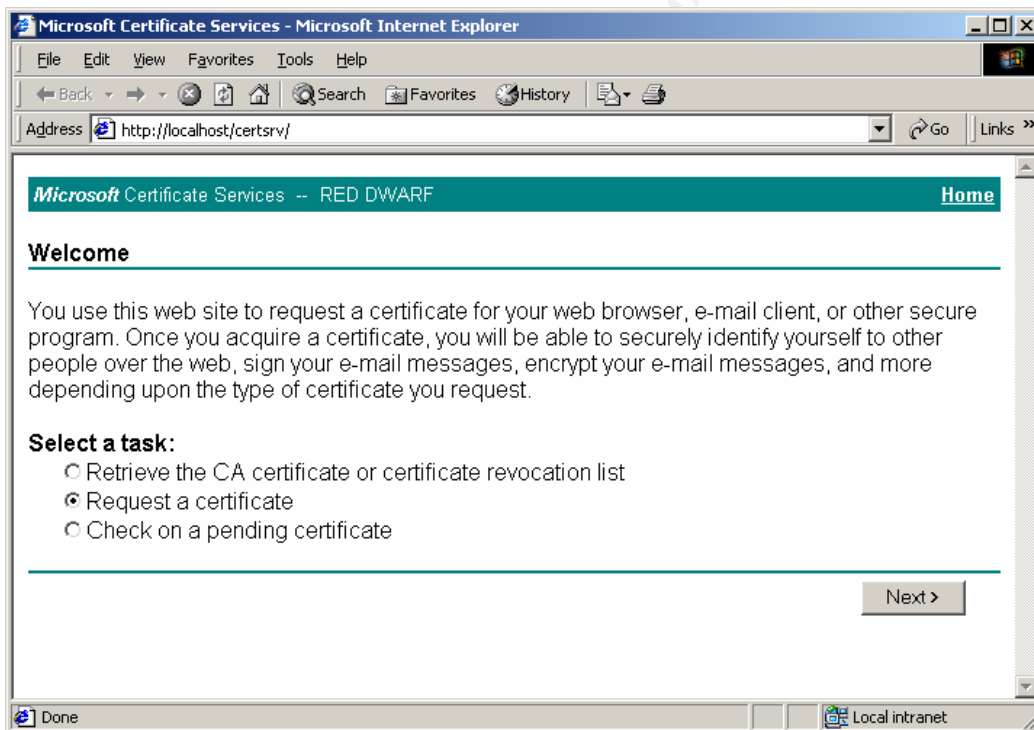 Microsoft Certificate Services - Microsoft Internet Explorer
File Edit View Favorites Tools Help
Back Search Favorites History
Address http://localhost/certsrv/ Go Links »
Microsoft Certificate Services -- RED DWARF Home
Welcome
You use this web site to request a certificate for your web browser, e-mail client, or other secure
program. Once you acquire a certificate, you will be able to securely identify yourself to other
people over the web, sign your e-mail messages, encrypt your e-mail messages, and more
depending upon the type of certificate you request.
Select a task:
Retrieve the CA certificate or certificate revocation list
Request a certificate
Check on a pending certificate
Next >
Done Local intranet